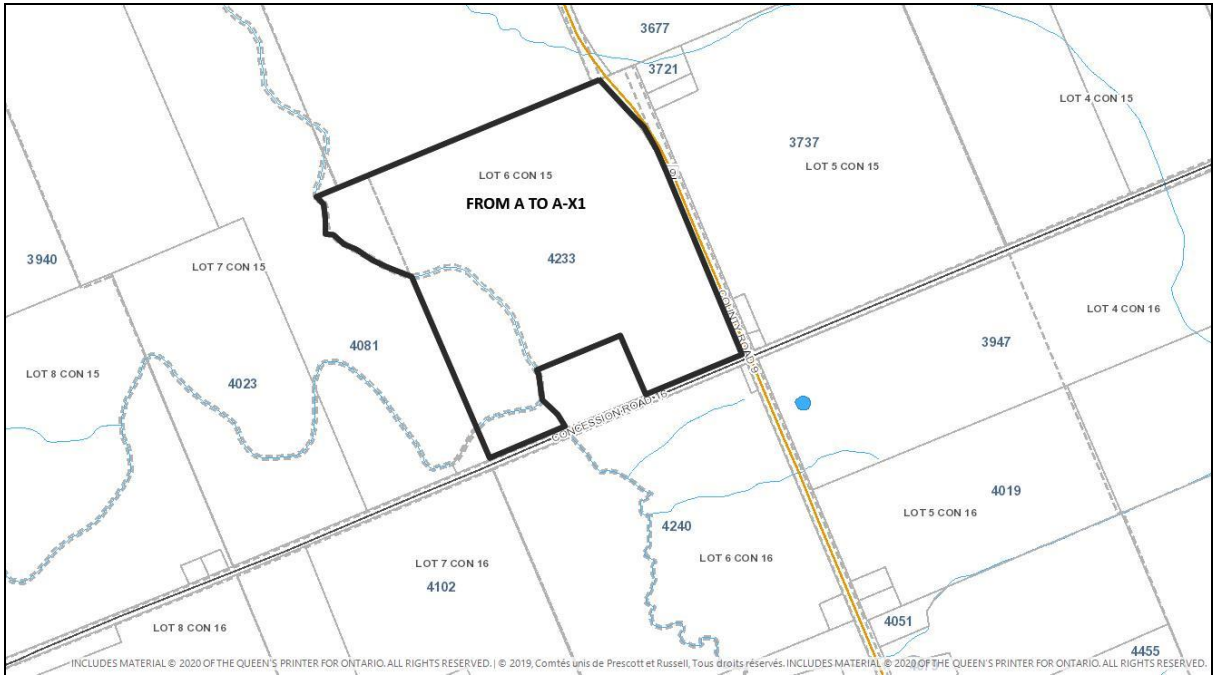 3677
3721
LOT 4 CON 15
3737
LOT 5 CON 15
LOT 6 CON 15
FROM A TO A-X1
9
3940
LOT 7 CON 15
4233
COUNTY ROAD 9
LOT 4 CON 16
3947
4081
LOT 8 CON 15
4023
CONCESSION ROAD
4019
LOT 5 CON 16
4240
LOT 6 CON 16
LOT 7 CON 16
4102
4051
LOT 8 CON 16
4455
INCLUDES MATERIAL © 2020 OF THE QUEEN'S PRINTER FOR ONTARIO. ALL RIGHTS RESERVED. | © 2019, Comtés unis de Prescott et Russell, Tous droits réservés. INCLUDES MATERIAL © 2020 OF THE QUEEN'S PRINTER FOR ONTARIO. ALL RIGHTS RESERVED.